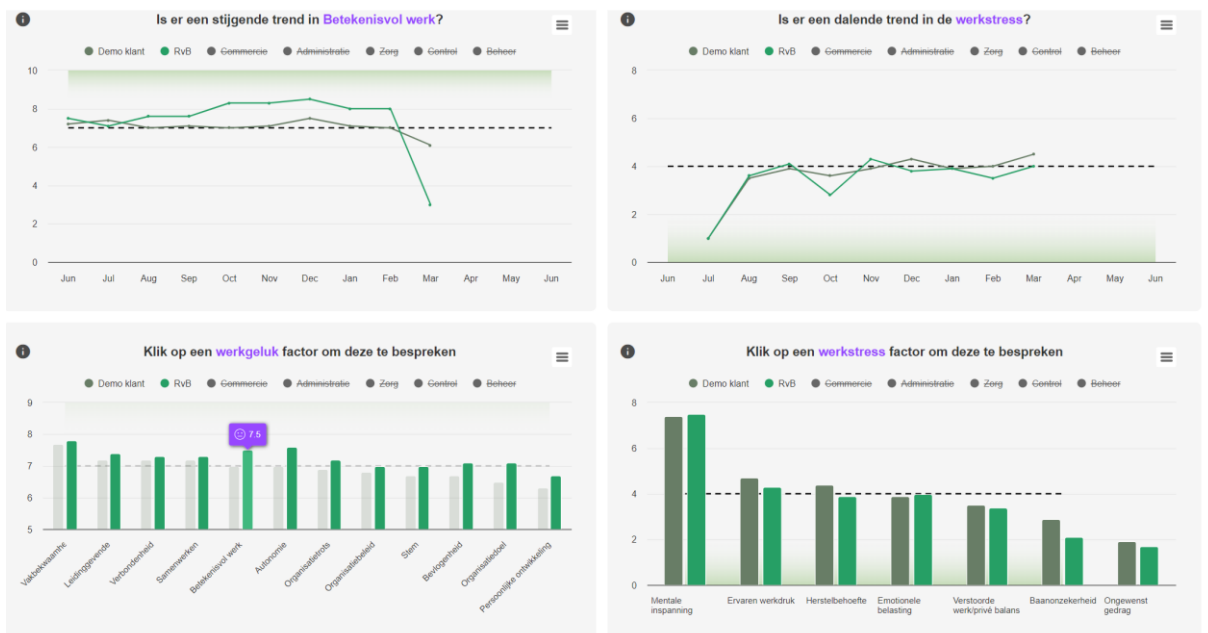 Is er een stijgende trend in Betekenisvol werk?
Demo klant RvB Commercie Administratie Zorg Control Beheer
10
8
6
4
2
0
Jun Jul Aug Sep Oct Nov Dec Jan Feb Mar Apr May Jun
Is er een dalende trend in de werkstress?
Demo klant RvB Commercie Administratie Zorg Control Beheer
8
6
4
2
0
Jun Jul Aug Sep Oct Nov Dec Jan Feb Mar Apr May Jun
Klik op een werkgeluk factor om deze te bespreken
Demo klant RvB Commercie Administratie Zorg Control Beheer
9
8
7
6
5
7.5
Vakbekwaamhe
Leidinggevende
Verbondenheid
Samenwerken
Betekenisvol werk
Autonomie
Organisatietrots
Organisatiebeleid
Stem
Bevlogenheid
Organisatiedoel
Persoonlijke ontwikkeling
Klik op een werkstress factor om deze te bespreken
Demo klant RvB Commercie Administratie Zorg Control Beheer
8
6
4
2
0
Mentale
inspanning
Ervaren werkdruk
Herstelbehoefte
Emotionele
belasting
Verstoorde
werk/privé balans
Baanonzekerheid
Ongewenst
gedrag